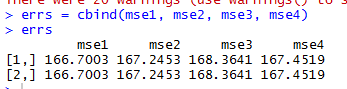 There were 20 warnings (use warnings() to s
> errs = cbind(mse1, mse2, mse3, mse4)
> errs
mse1 mse2 mse3 mse4
[1,] 166.7003 167.2453 168.3641 167.4519
[2,] 166.7003 167.2453 168.3641 167.4519
>